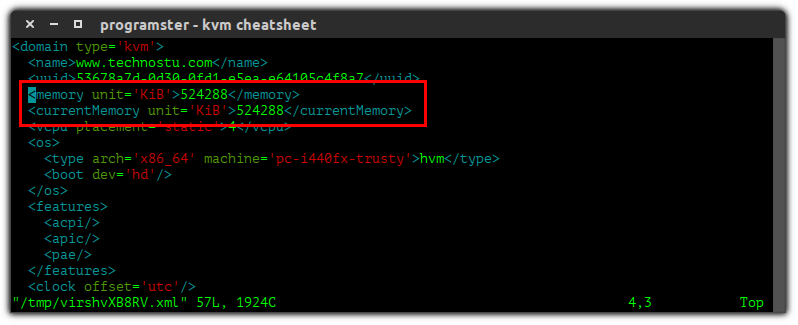 programster - kvm cheatsheet
<domain type='kvm'>
<name>www.technostu.com</name>
<uuid>53678a7d-0d30-0fd1-e5ea-e64105c4f8a7</uuid>
<memory unit='KiB'>524288</memory>
<currentMemory unit='KiB'>524288</currentMemory>
<vcpu placement='static'>4</vcpu>
<os>
<type arch='x86_64' machine='pc-i440fx-trusty'>hvm</type>
<boot dev='hd'/>
</os>
<features>
<acpi/>
<apic/>
<pae/>
</features>
<clock offset='utc'/>
"/tmp/virshvXB8RV.xml" 57L, 1924C 4,3 Top